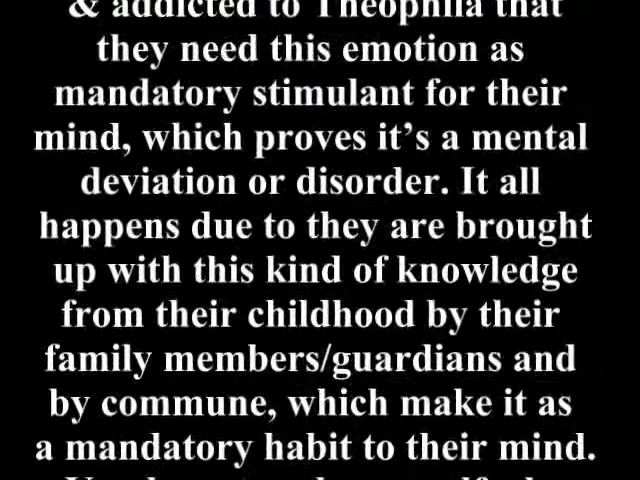 & addicted to Theophila that
they need this emotion as
mandatory stimulant for their
mind, which proves it’s a mental
deviation or disorder. It all
happens due to they are brought
up with this kind of knowledge
from their childhood by their
family members/guardians and
by commune, which make it as
a mandatory habit to their mind.